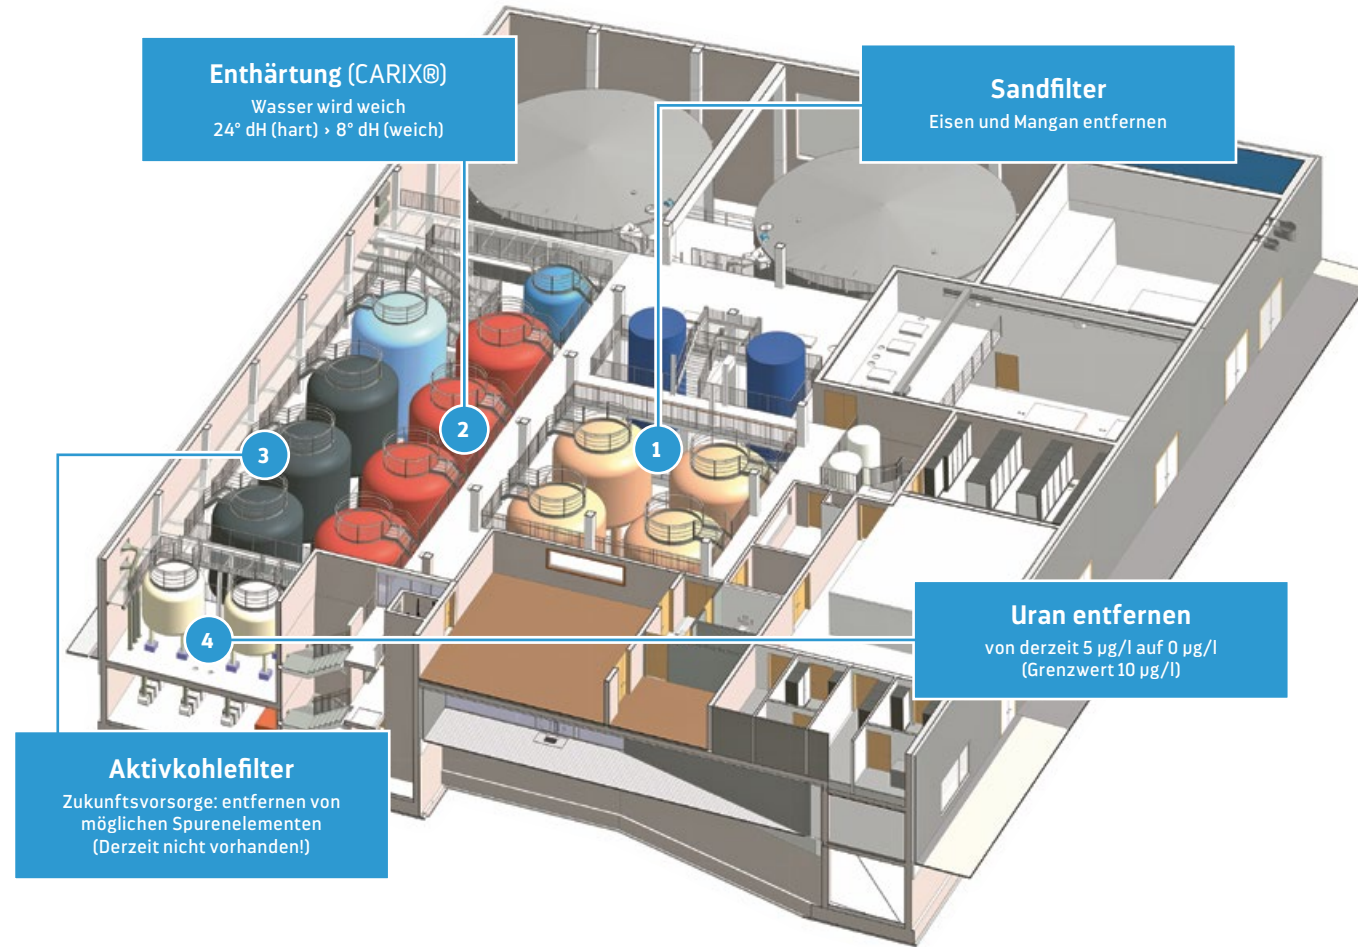 Enthärtung (CARIX®)
Wasser wird weich
24° dH (hart) › 8° dH (weich)
Sandfilter
Eisen und Mangan entfernen
1
2
3
4
Uran entfernen
von derzeit 5 µg/l auf 0 µg/l
(Grenzwert 10 µg/l)
Aktivkohlefilter
Zukunftsvorsorge: entfernen von
möglichen Spurenelementen
(Derzeit nicht vorhanden!)